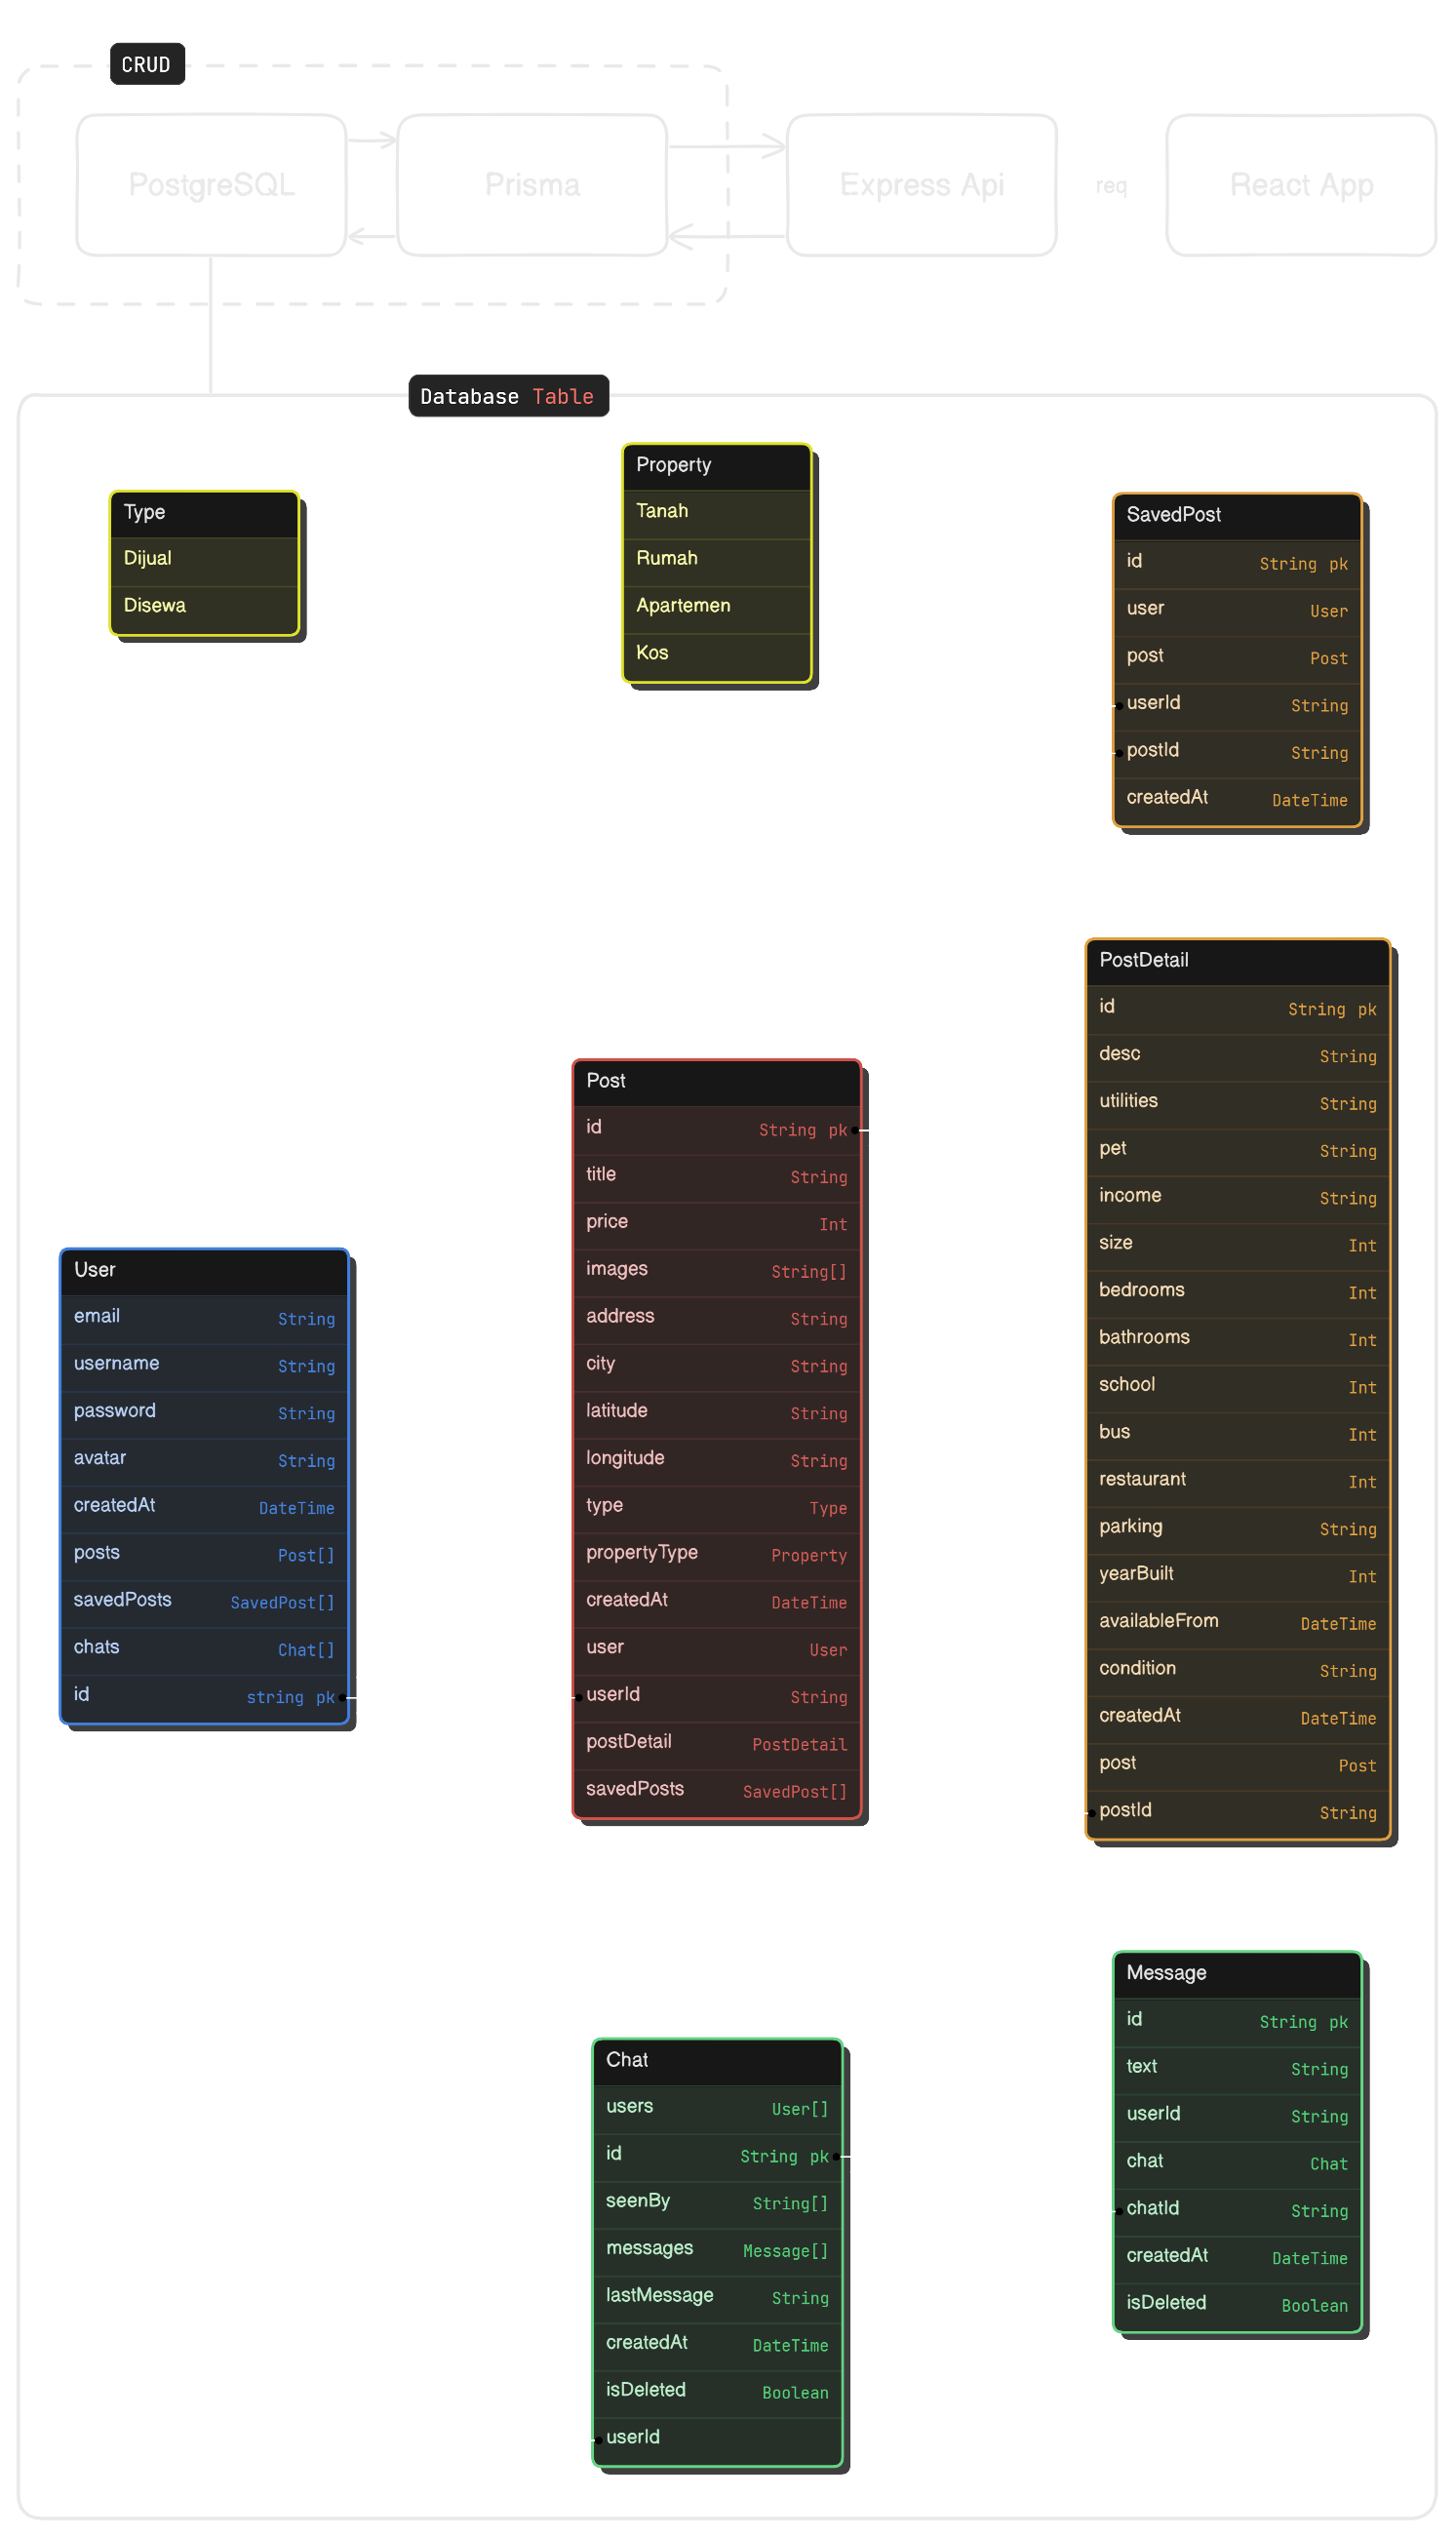 CRUD
PostgreSQL
Prisma
Express Api
req
React App
Database Table
Type
Dijual
Disewa
Property
Tanah
Rumah
Apartemen
Kos
SavedPost
id String pk
user User
post Post
userId String
postId String
createdAt DateTime
PostDetail
id String pk
desc String
utilities String
pet String
income String
size Int
bedrooms Int
bathrooms Int
school Int
bus Int
restaurant Int
parking String
yearBuilt Int
availableFrom DateTime
condition String
createdAt DateTime
post Post
postId String
Post
id String pk
title String
price Int
images String[]
address String
city String
latitude String
longitude String
type Type
propertyType Property
createdAt DateTime
user User
userId String
postDetail PostDetail
savedPosts SavedPost[]
User
email String
username String
password String
avatar String
createdAt DateTime
posts Post[]
savedPosts SavedPost[]
chats Chat[]
id string pk
Message
id String pk
text String
userId String
chat Chat
chatId String
createdAt DateTime
isDeleted Boolean
Chat
users User[]
id String pk
seenBy String[]
messages Message[]
lastMessage String
createdAt DateTime
isDeleted Boolean
userId